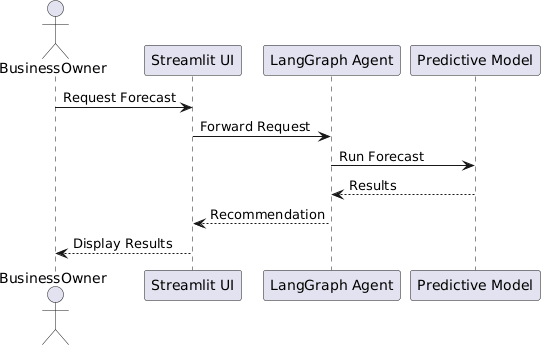 BusinessOwner
Streamlit UI
LangGraph Agent
Predictive Model
Request Forecast
Forward Request
Run Forecast
Results
Recommendation
Display Results
BusinessOwner
Streamlit UI
LangGraph Agent
Predictive Model